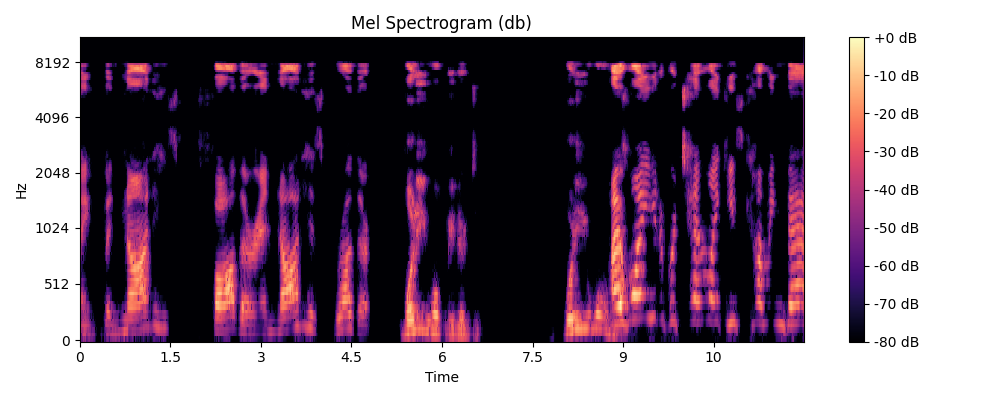 Mel Spectrogram (db)
Hz
8192
4096
2048
1024
512
0
0 1.5 3 4.5 6 7.5 9 10
Time
+0 dB
-10 dB
-20 dB
-30 dB
-40 dB
-50 dB
-60 dB
-70 dB
-80 dB